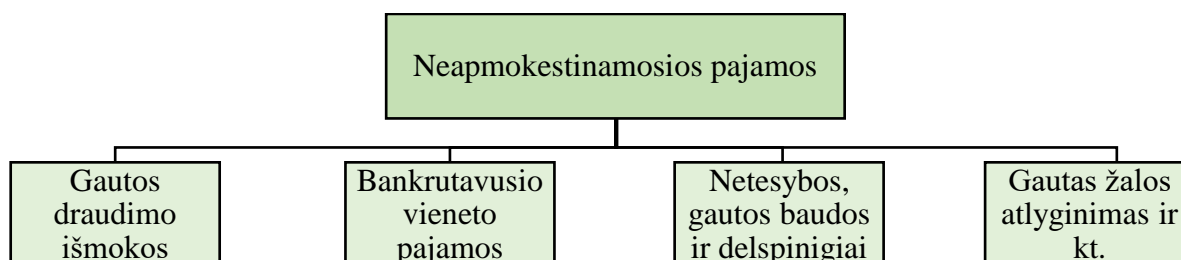 Neapmokestinamosios pajamos
Gautos
draudimo
išmokos
Bankrutavusio
vieneto
pajamos
Netesybos,
gautos baudos
ir delspinigiai
Gautas žalos
atlyginimas ir
kt.